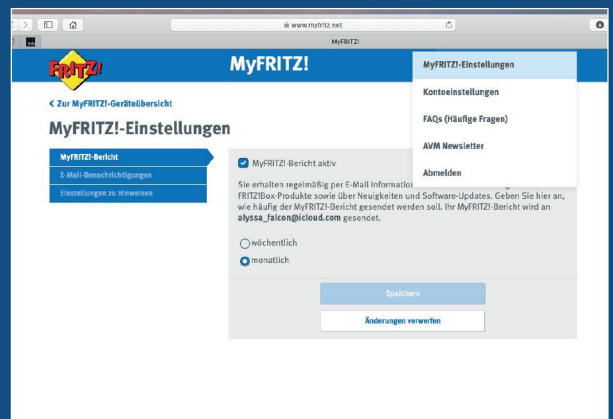 www.myfritz.net
MyFRITZ!
FRITZ!
MyFRITZ!
MyFRITZ!-Einstellungen
Kontoeinstellungen
FAQs (Häufige Fragen)
AVM Newsletter
Abmelden
< Zur MyFRITZ!-Geräteübersicht
MyFRITZ!-Einstellungen
MyFRITZ!-Bericht
E-Mail-Benachrichtigungen
Einstellungen zu Hinweisen
MyFRITZ!-Bericht aktiv
Sie erhalten regelmäßig per E-Mail
FRITZ!Box-Produkte sowie über Neuigkeiten und Software-Updates. Geben Sie hier an,
wie häufig der MyFRITZ!-Bericht gesendet werden soll. Ihr MyFRITZ!-Bericht wird an
alyssa_falcon@icloud.com gesendet.
wöchentlich
monatlich
Speichern
Änderungen verwerfen